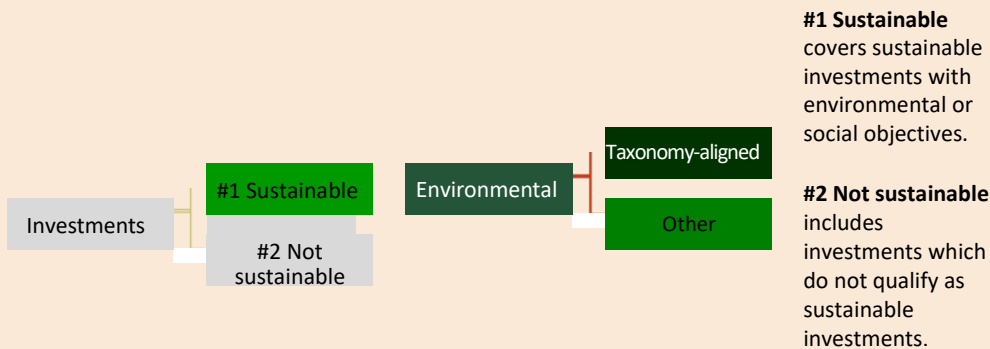 Investments
#1 Sustainable
#2 Not
sustainable
Environmental
Taxonomy-aligned
Other
#1 Sustainable
covers sustainable
investments with
environmental or
social objectives.
#2 Not sustainable
includes
investments which
do not qualify as
sustainable
investments.